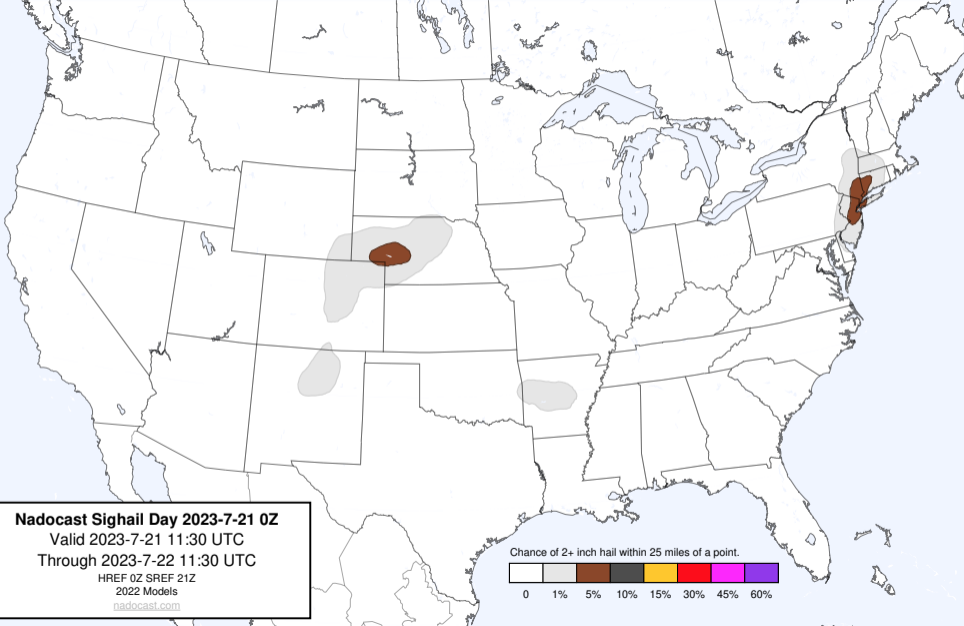 Nadocast Sighail Day 2023-7-21 0Z
Valid 2023-7-21 11:30 UTC
Through 2023-7-22 11:30 UTC
HREF 0Z SREF 21Z
2022 Models
nadocast.com
Chance of 2+ inch hail within 25 miles of a point.
0 1% 5% 10% 15% 30% 45% 60%